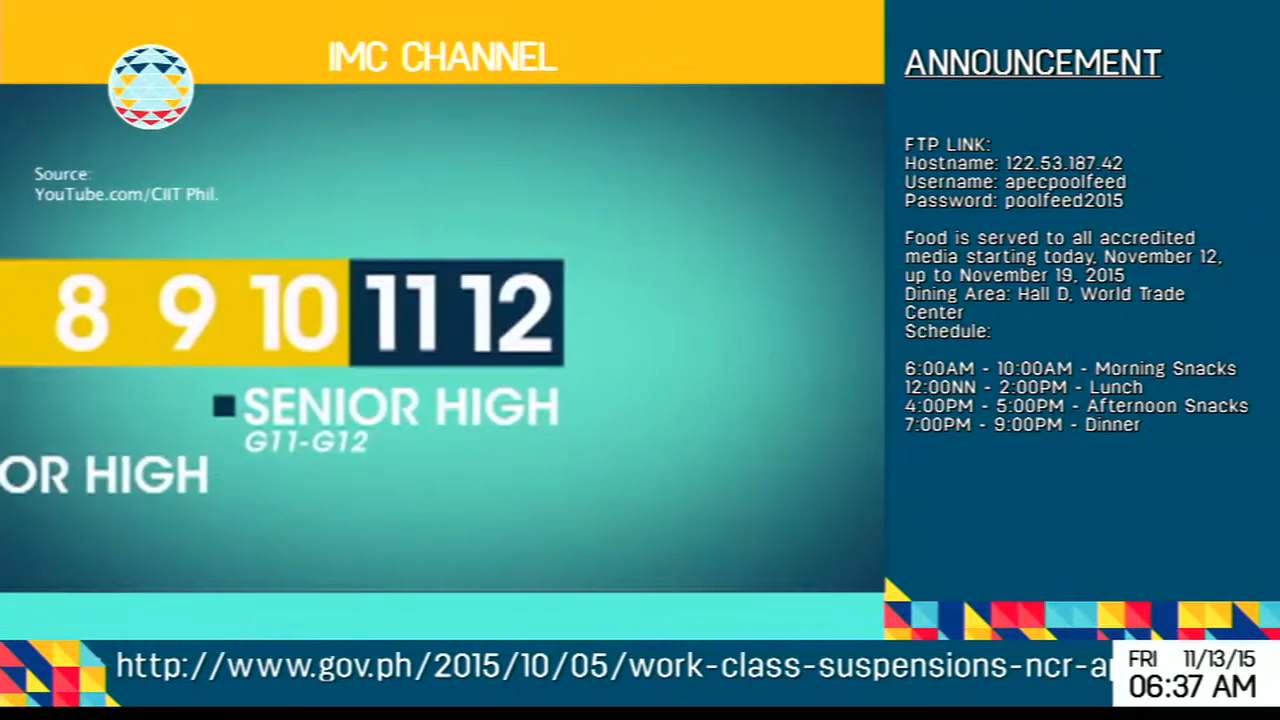 IMC CHANNEL
Source:
YouTube.com/CIIT Phil.
8 9 10 11 12
SENIOR HIGH
G11-G12
OR HIGH
ANNOUNCEMENT
FTP LINK:
Hostname: 122.53.187.42
Username: apecpoolfeed
Password: poolfeed2015
Food is served to all accredited
media starting today, November 12,
up to November 19, 2015
Dining Area: Hall D, World Trade
Center
Schedule:
6:00AM - 10:00AM - Morning Snacks
12:00NN - 2:00PM - Lunch
4:00PM - 5:00PM - Afternoon Snacks
7:00PM - 9:00PM - Dinner
http://www.gov.ph/2015/10/05/work-class-suspensions-ncr-a
FRI 11/13/15
06:37 AM